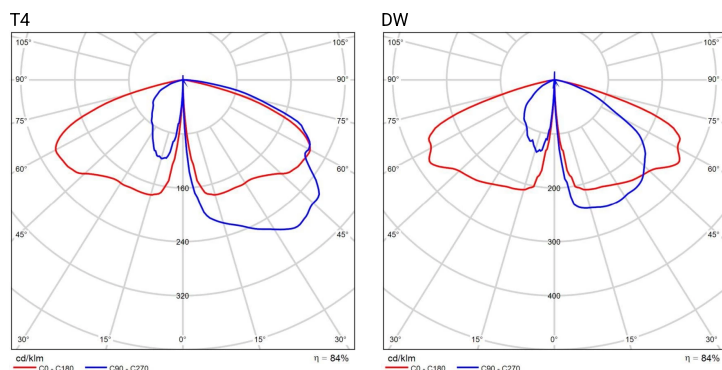 T4
DW
105° 105°
90° 90°
75° 75°
60° 60°
45° 45°
160
240
320
30° 15° 0° 15° 30°
cd/klm η = 84%
C0 - C180 C90 - C270
105° 105°
90° 90°
75° 75°
60° 60°
45° 45°
200
300
400
30° 15° 0° 15° 30°
cd/klm η = 84%
C0 - C180 C90 - C270